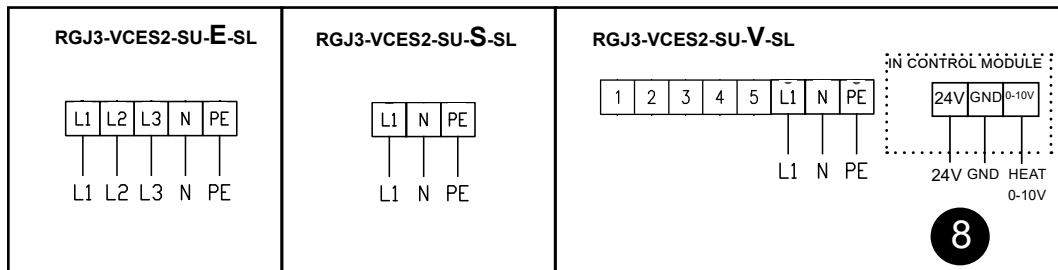 RGJ3-VCES2-SU-E-SL
L1 L2 L3 N PE
L1 L2 L3 N PE
RGJ3-VCES2-SU-S-SL
L1 N PE
L1 N PE
RGJ3-VCES2-SU-V-SL
1 2 3 4 5 L1 N PE
L1 N PE
IN CONTROL MODULE
24V GND 0-10V
24V GND HEAT
0-10V
8